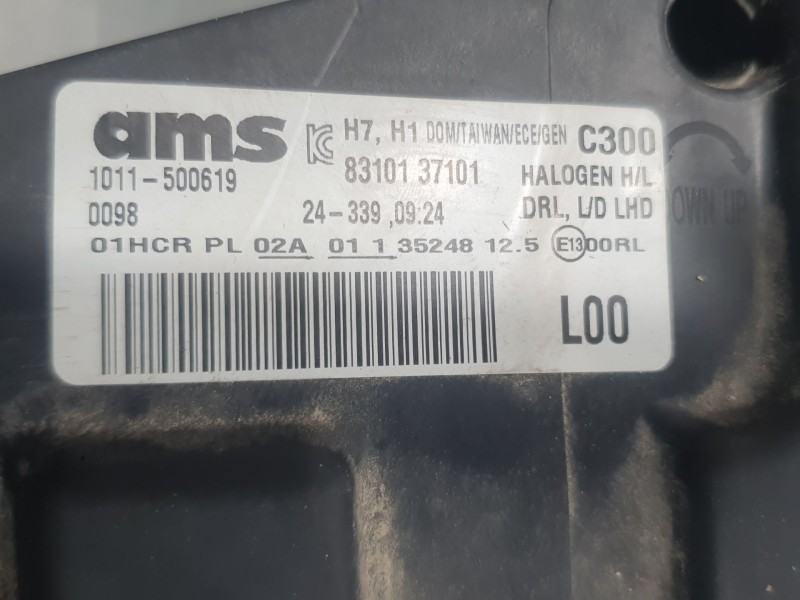 ams H7, H1 DOM/TAIWAN/ECE/GEN C300
1011-500619 83101 37101 HALOGEN H/L
0098 24-339 ,09:24 DRL, L/D LHD
01HCR PL 02A 01 1 35248 12.5 E13 00RL
L00
DOWN UP